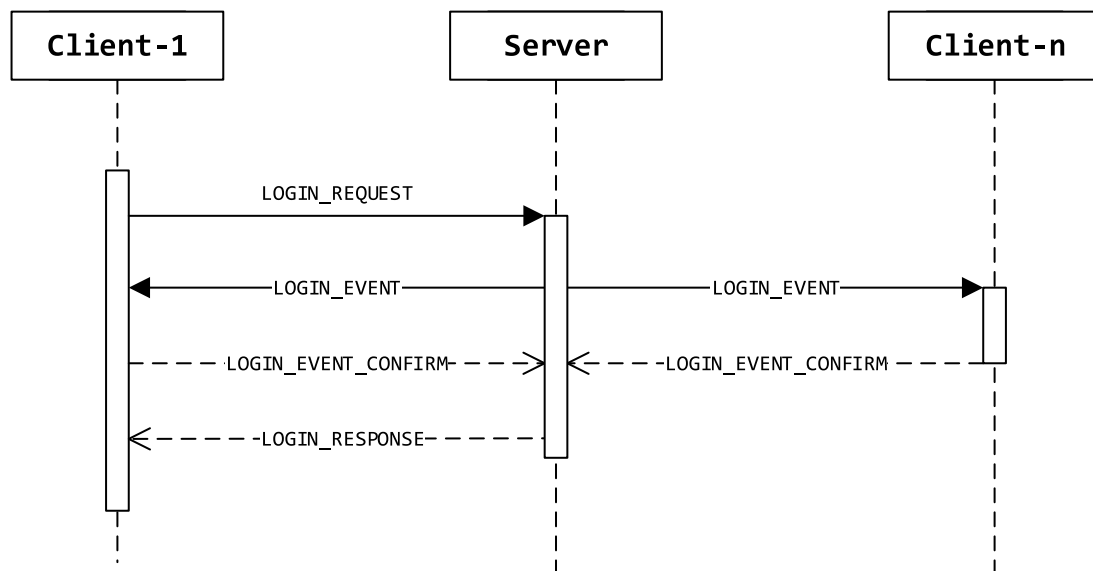 Client-1
Server
Client-n
LOGIN_REQUEST
LOGIN_EVENT
LOGIN_EVENT
LOGIN_EVENT_CONFIRM
LOGIN_EVENT_CONFIRM
LOGIN_RESPONSE